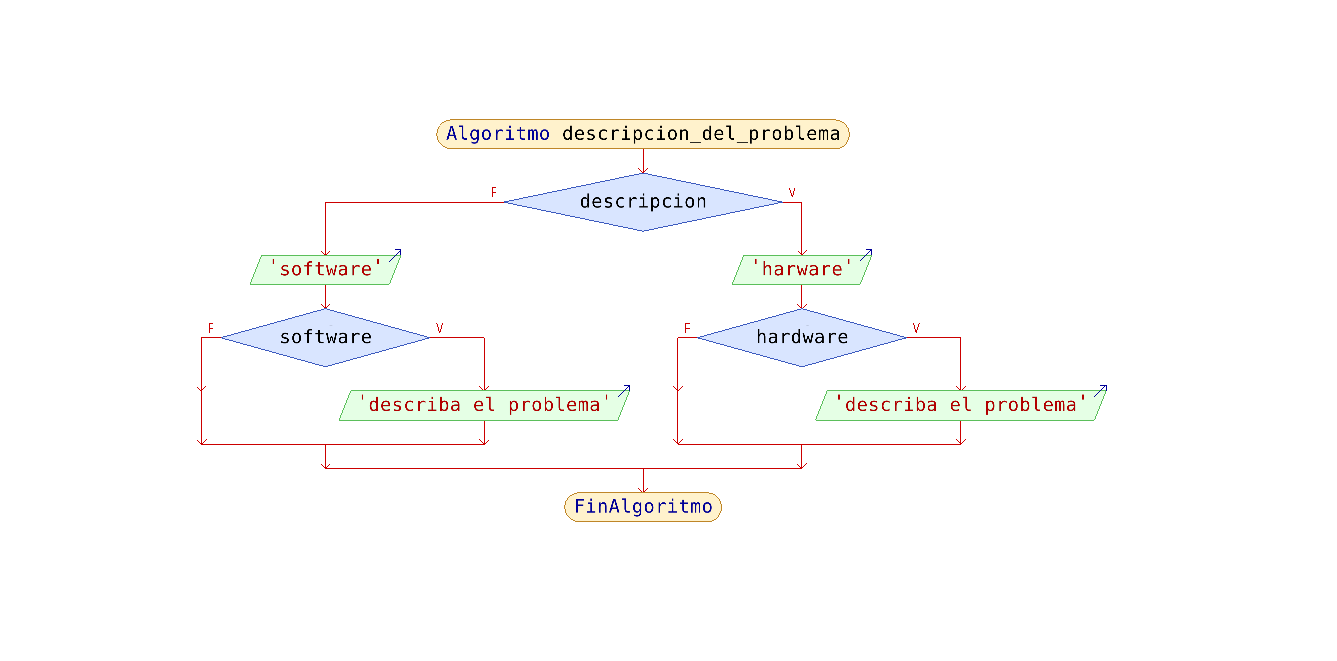 Algoritmo descripcion_del_problema
F
V
descripcion
'software'
'harware'
F
V
F
V
software
hardware
'describa el problema'
'describa el problema'
FinAlgoritmo